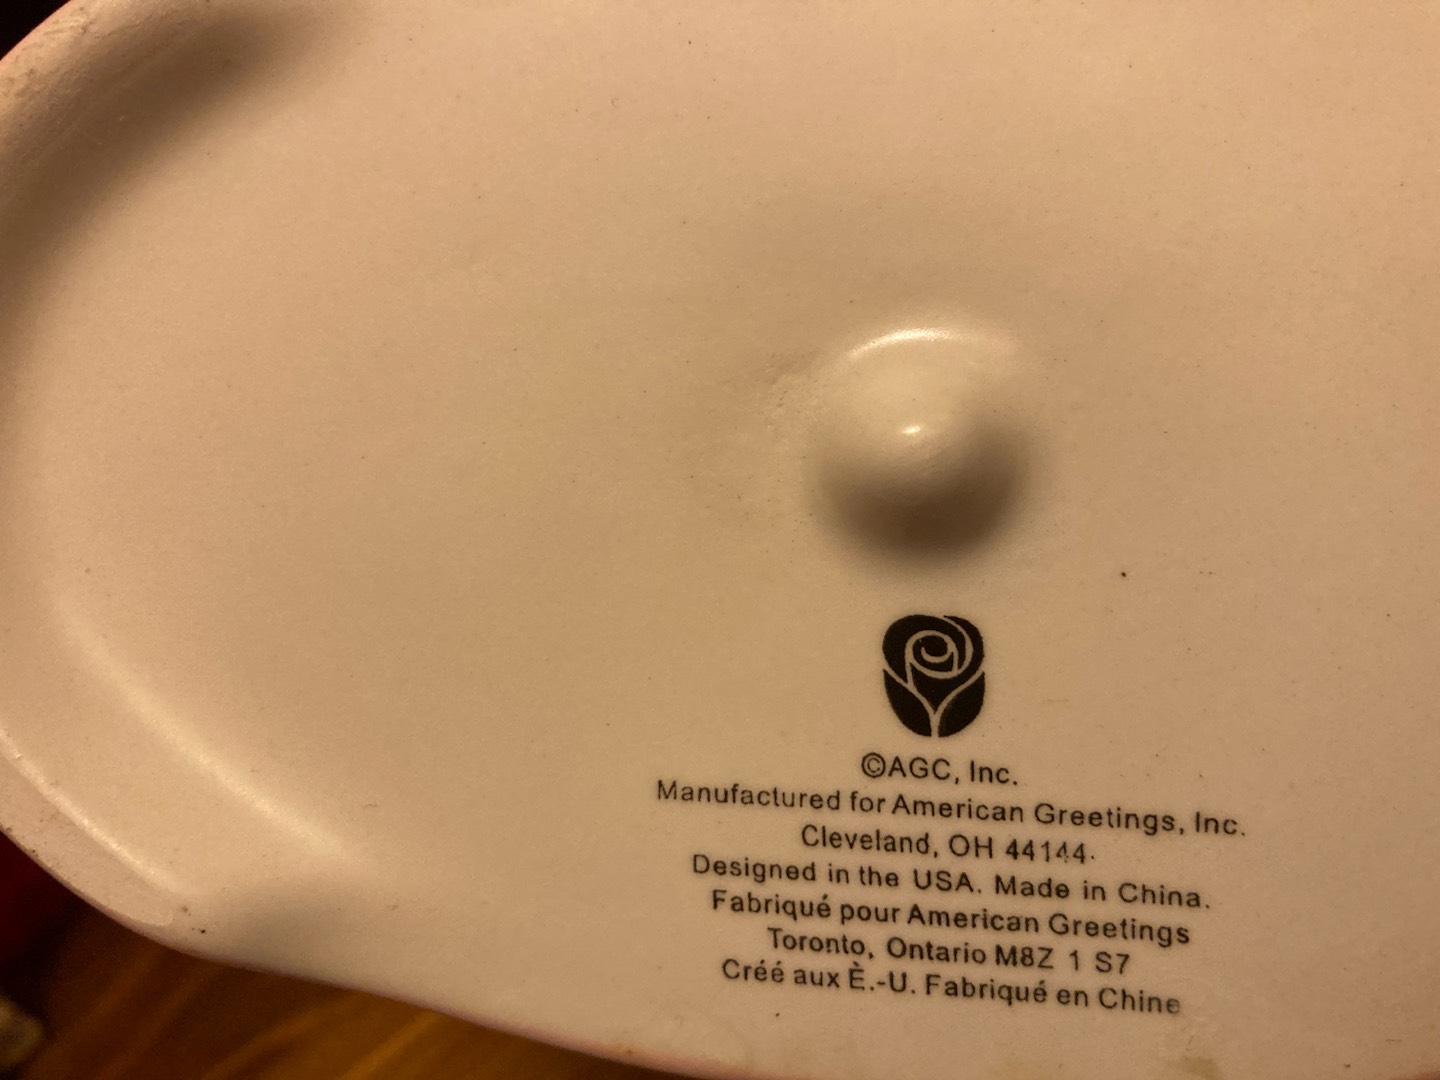 ©AGC, Inc.
Manufactured for American Greetings, Inc.
Cleveland, OH 44144.
Designed in the USA. Made in China.
Fabriqué pour American Greetings
Toronto, Ontario M8Z 1 S7
Créé aux È.-U. Fabriqué en Chine